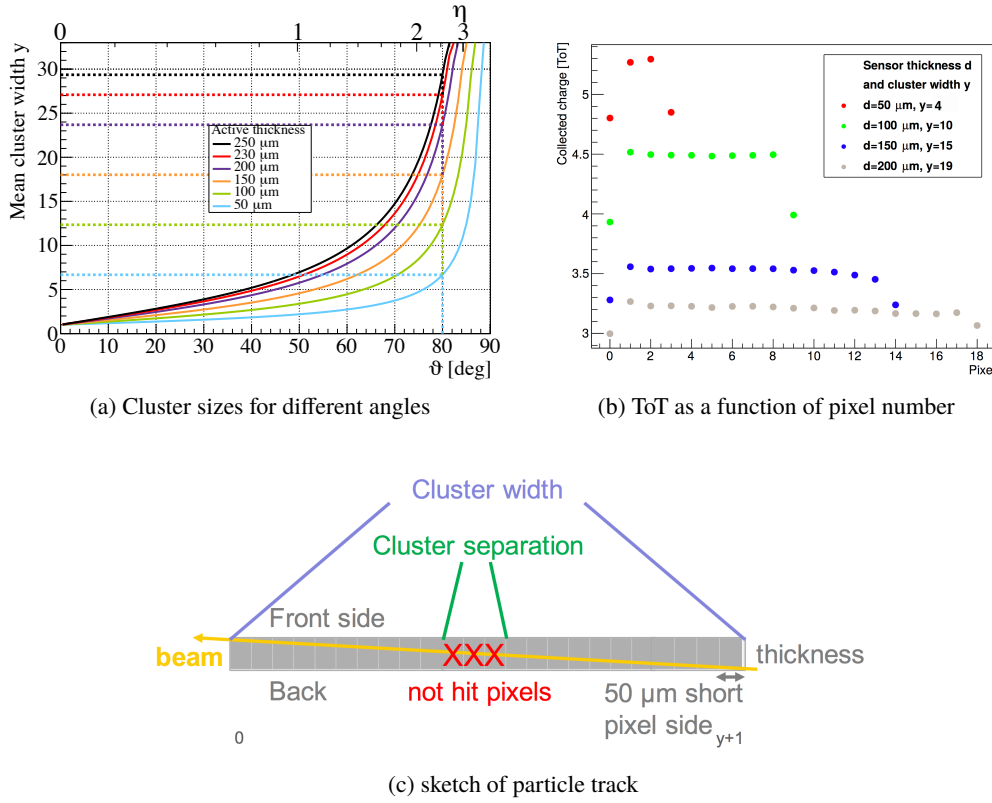 0 1 2 3 η
Mean cluster width y
30
25
20
15
10
5
0
Active thickness
250 μm
230 μm
200 μm
150 μm
100 μm
50 μm
0 10 20 30 40 50 60 70 80 90
ϑ [deg]
(a) Cluster sizes for different angles
Collected charge [ToT]
5
4.5
4
3.5
3
Sensor thickness d
and cluster width y
d=50 μm, y=4
d=100 μm, y=10
d=150 μm, y=15
d=200 μm, y=19
0 2 4 6 8 10 12 14 16 18
Pixel
(b) ToT as a function of pixel number
Cluster width
Cluster separation
Front side
beam
XXX
thickness
Back
not hit pixels
50 μm short
pixel side
0
y+1
(c) sketch of particle track